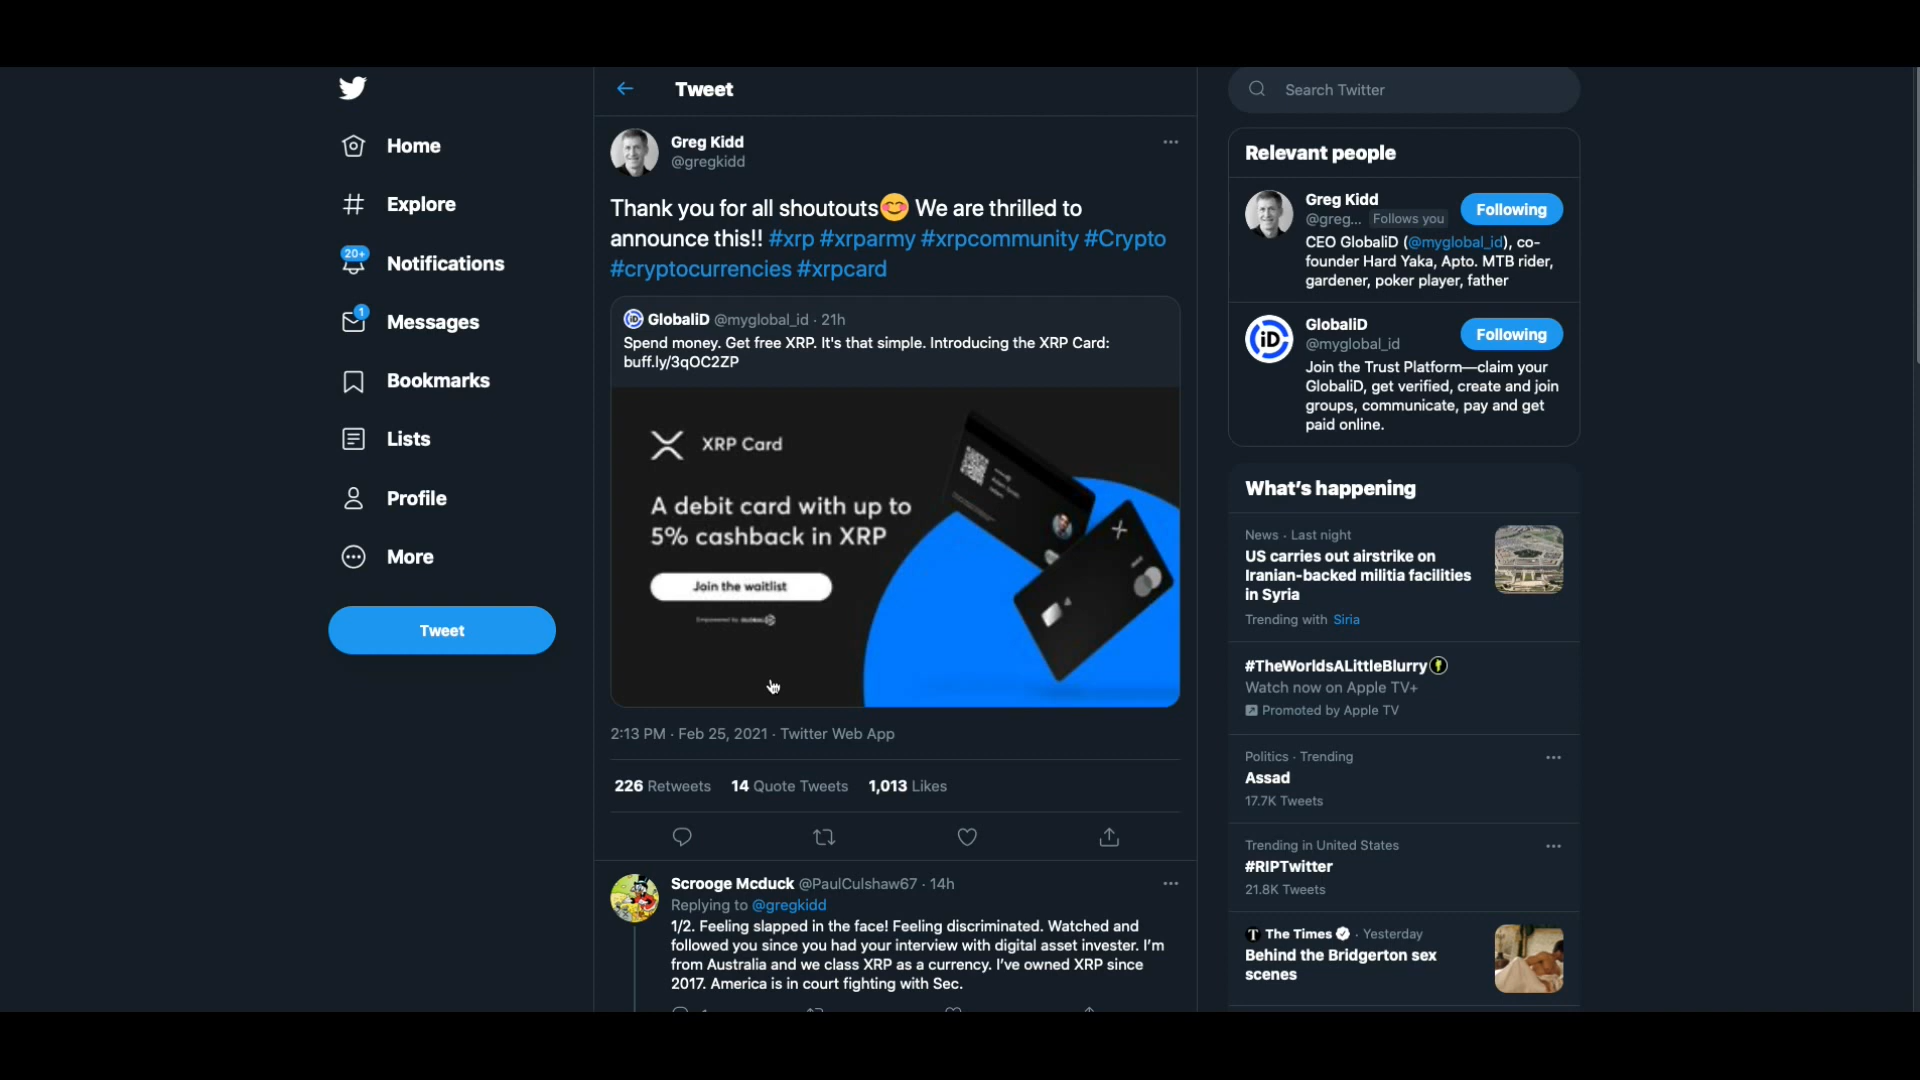 Home
Explore
20+
Notifications
1
Messages
Bookmarks
Lists
Profile
More
Tweet
Tweet
Greg Kidd
@gregkidd
Thank you for all shoutouts😊 We are thrilled to
announce this!! #xrp #xrparmy #xrpcommunity #Crypto
#cryptocurrencies #xrpcard
iD GlobaliD @myglobal_id · 21h
Spend money. Get free XRP. It's that simple. Introducing the XRP Card:
buff.ly/3qOC2ZP
XRP Card
A debit card with up to
5% cashback in XRP
Join the waitlist
2:13 PM · Feb 25, 2021 · Twitter Web App
226 Retweets 14 Quote Tweets 1,013 Likes
Scrooge Mcduck @PaulCulshaw67 · 14h
Replying to @gregkidd
1/2. Feeling slapped in the face! Feeling discriminated. Watched and
followed you since you had your interview with digital asset invester. I'm
from Australia and we class XRP as a currency. I've owned XRP since
2017. America is in court fighting with Sec.
Search Twitter
Relevant people
Greg Kidd
@greg... Follows you
Following
CEO GlobaliD (@myglobal_id), co-
founder Hard Yaka, Apto. MTB rider,
gardener, poker player, father
iD
GlobaliD
@myglobal_id
Following
Join the Trust Platform—claim your
GlobaliD, get verified, create and join
groups, communicate, pay and get
paid online.
What's happening
News · Last night
US carries out airstrike on
Iranian-backed militia facilities
in Syria
Trending with Siria
#TheWorldsALittleBlurry
Watch now on Apple TV+
Promoted by Apple TV
Politics · Trending
Assad
17.7K Tweets
Trending in United States
#RIPTwitter
21.8K Tweets
T The Times · Yesterday
Behind the Bridgerton sex
scenes